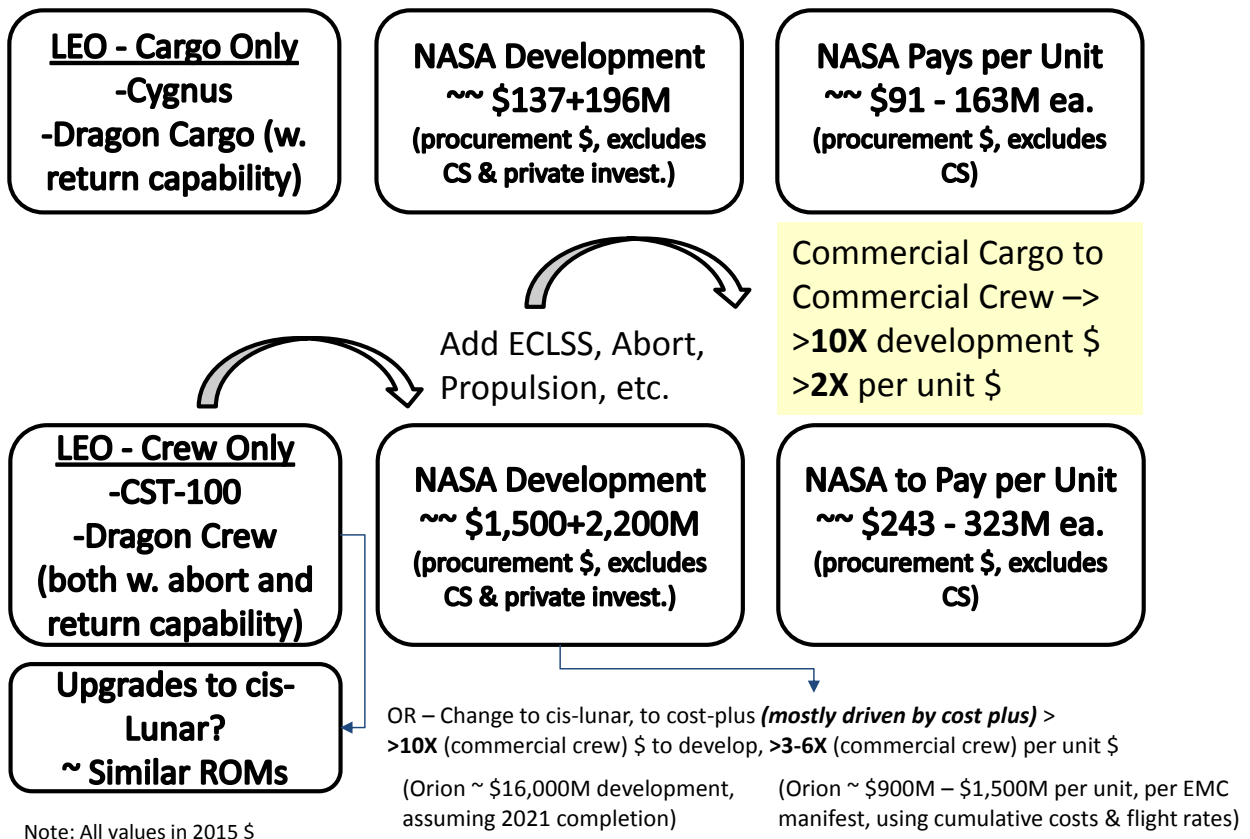 LEO - Cargo Only
-Cygnus
-Dragon Cargo (w.
return capability)
NASA Development
~~ $137+196M
(procurement $, excludes
CS & private invest.)
NASA Pays per Unit
~~ $91 - 163M ea.
(procurement $, excludes
CS)
Add ECLSS, Abort,
Propulsion, etc.
Commercial Cargo to
Commercial Crew –>
>10X development $
>2X per unit $
LEO - Crew Only
-CST-100
-Dragon Crew
(both w. abort and
return capability)
NASA Development
~~ $1,500+2,200M
(procurement $, excludes
CS & private invest.)
NASA to Pay per Unit
~~ $243 - 323M ea.
(procurement $, excludes
CS)
Upgrades to cis-
Lunar?
~ Similar ROMs
OR – Change to cis-lunar, to cost-plus (mostly driven by cost plus) >
>10X (commercial crew) $ to develop, >3-6X (commercial crew) per unit $
(Orion ~ $16,000M development,
assuming 2021 completion)
(Orion ~ $900M – $1,500M per unit, per EMC
manifest, using cumulative costs & flight rates)
Note: All values in 2015 $